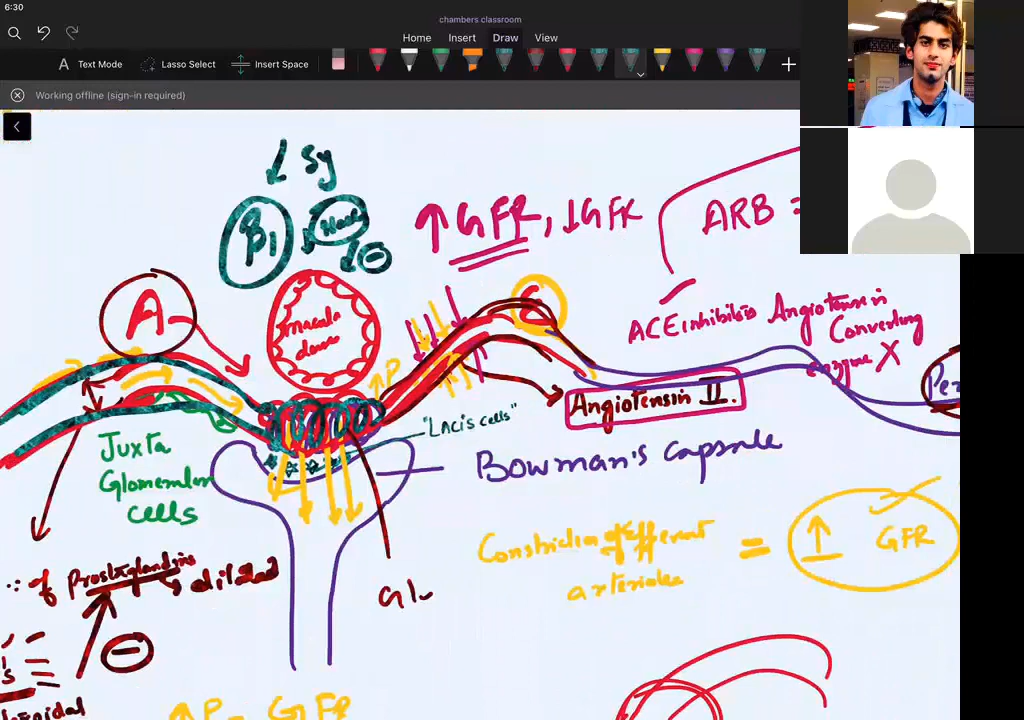 6:30
chambers classroom
Home Insert Draw View
A Text Mode
Lasso Select
Insert Space
Working offline (sign-in required)
↓ Sy
β1
↑GFR, ↓GFR
ARB =
A
macula
densa
E
P
ACE inhibitors Angiotensin
Converting
enzyme X
Angiotensin II.
"Lacis cells"
Juxta
Glomerular
cells
Bowman's capsule
Constriction of efferent
arterioles
= ↑ GFR
∵ of Prostaglandins dilated
Gl
↑ P = GFR